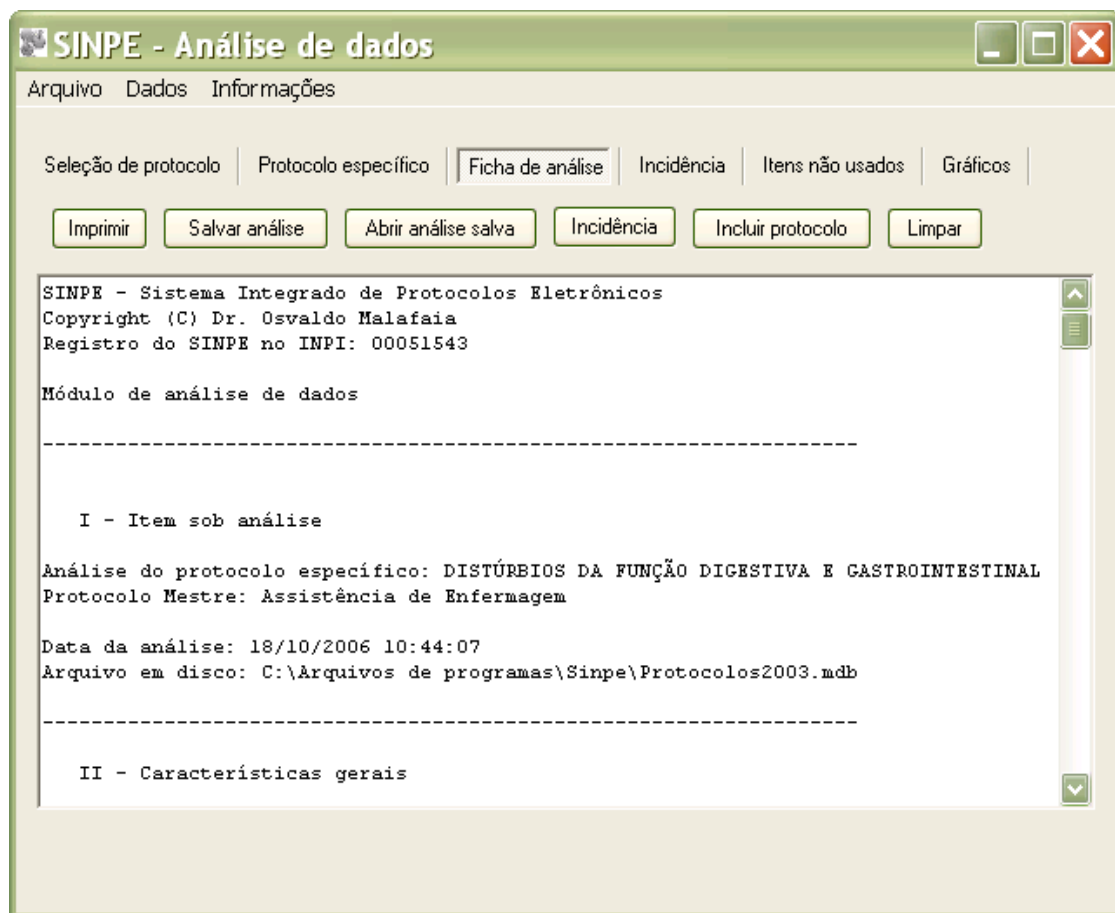 SINPE - Análise de dados
Arquivo Dados Informações
Seleção de protocolo Protocolo específico Ficha de análise Incidência Itens não usados Gráficos
Imprimir Salvar análise Abrir análise salva Incidência Incluir protocolo Limpar
SINPE - Sistema Integrado de Protocolos Eletrônicos
Copyright (C) Dr. Osvaldo Malafaia
Registro do SINPE no INPI: 00051543
Módulo de análise de dados
-------------------------------------------------------------------
I - Item sob análise
Análise do protocolo específico: DISTÚRBIOS DA FUNÇÃO DIGESTIVA E GASTROINTESTINAL
Protocolo Mestre: Assistência de Enfermagem
Data da análise: 18/10/2006 10:44:07
Arquivo em disco: C:\Arquivos de programas\Sinpe\Protocolos2003.mdb
-------------------------------------------------------------------
II - Características gerais